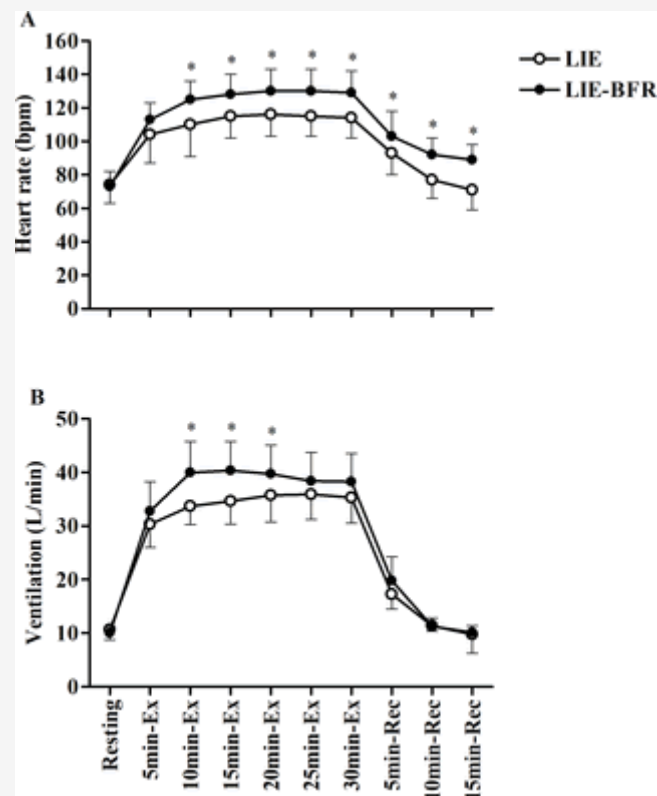 A
LIE
LIE-BFR
Heart rate (bpm)
160
140
120
100
80
60
40
20
0
* * * * * * * * *
B
Ventilation (L/min)
50
40
30
20
10
0
* * *
Resting
5min-Ex
10min-Ex
15min-Ex
20min-Ex
25min-Ex
30min-Ex
5min-Rec
10min-Rec
15min-Rec